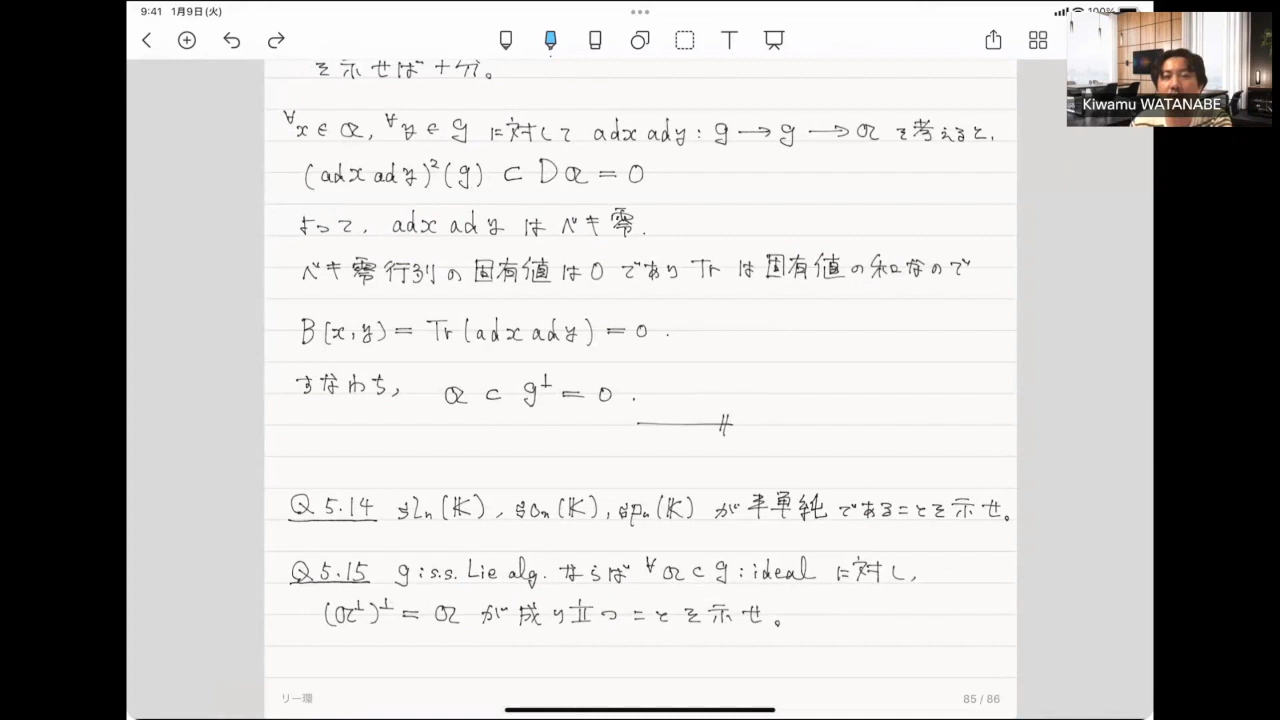 9:41 1月9日(火)
100%
Kiwamu WATANABE
を示せば十分。
∀x ∈ 𝔞, ∀y ∈ 𝔤 に対して adx ady : 𝔤 → 𝔤 → 𝔞 を考えると,
(adx ady)²(𝔤) ⊂ D𝔞 = 0
よって, adx ady は ベキ零.
ベキ零行列の固有値は0であり Tr は固有値の和なので
B(x,y) = Tr(adx ady) = 0.
すなわち, 𝔞 ⊂ 𝔤^⊥ = 0.
Q 5.14 𝔰𝔩n(𝕂), 𝔰𝔬n(𝕂), 𝔰𝔭n(𝕂) が半単純であることを示せ。
Q 5.15 𝔤 : s.s. Lie alg. ならば ∀𝔞 ⊂ 𝔤 : ideal に対し,
(𝔞^⊥)^⊥ = 𝔞 が成り立つことを示せ。
リー環 85 / 86